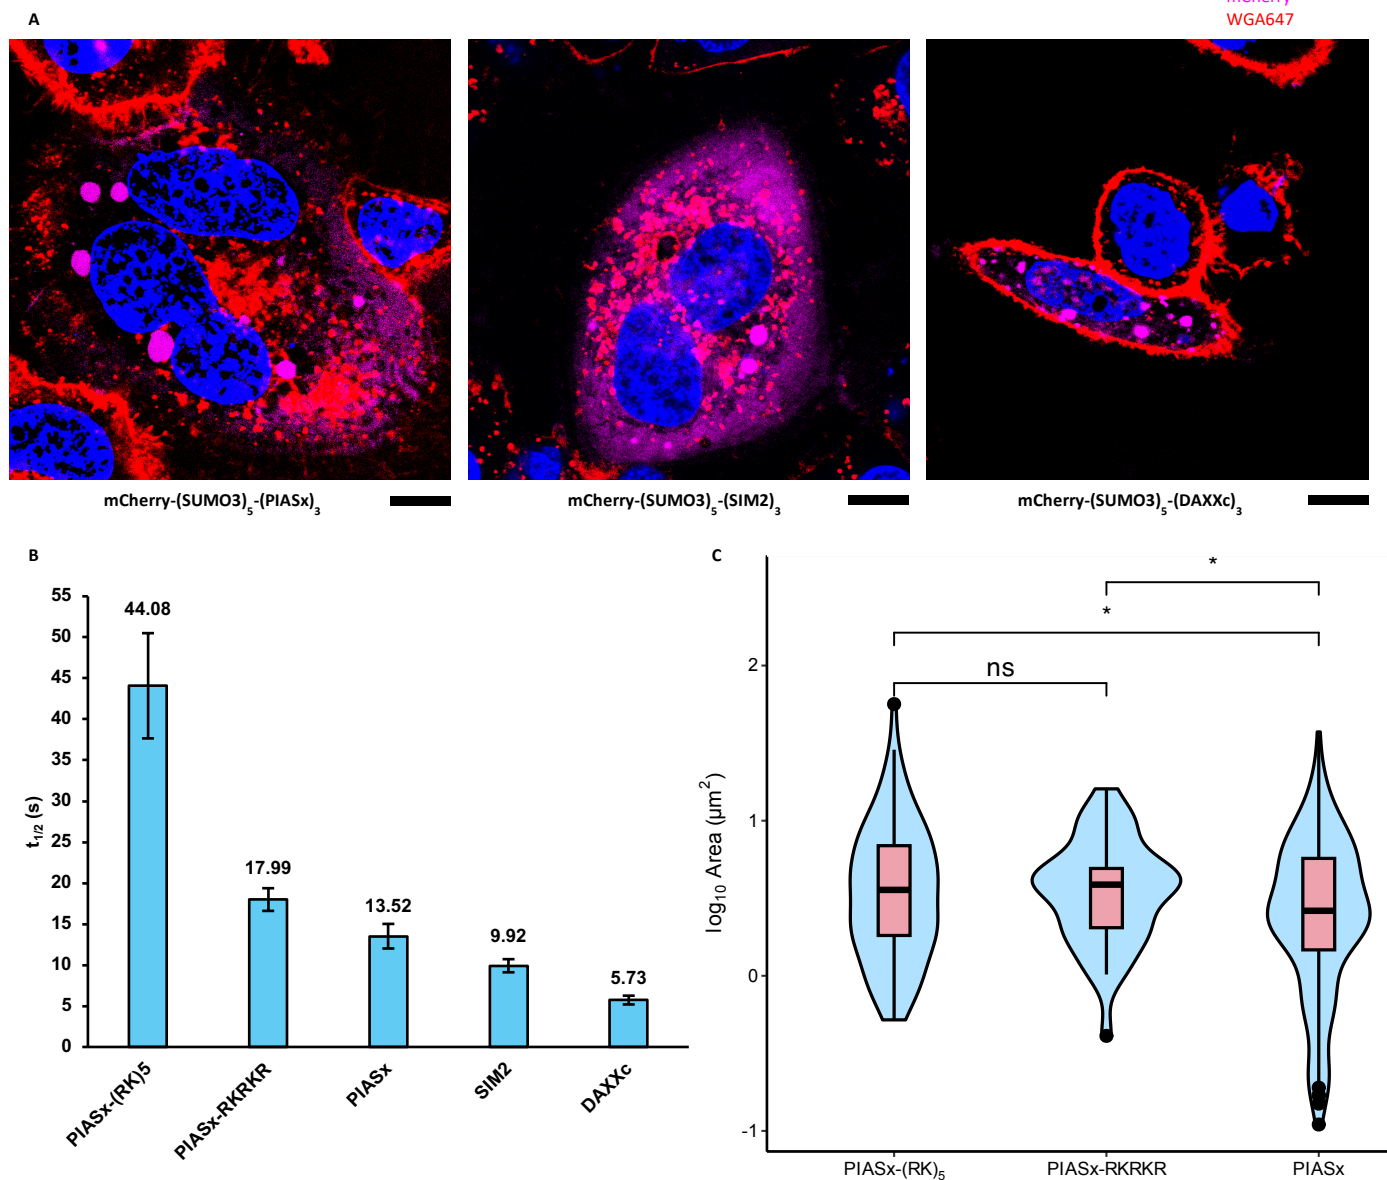 A
WGA647
mCherry-(SUMO3)₅-(PIASx)₃
mCherry-(SUMO3)₅-(SIM2)₃
mCherry-(SUMO3)₅-(DAXXc)₃
B
t₁/₂ (s)
55
50
45
40
35
30
25
20
15
10
5
0
44.08
17.99
13.52
9.92
5.73
PIASx-(RK)5
PIASx-RKRKR
PIASx
SIM2
DAXXc
C
*
*
ns
log₁₀ Area (µm²)
2
1
0
-1
PIASx-(RK)₅
PIASx-RKRKR
PIASx